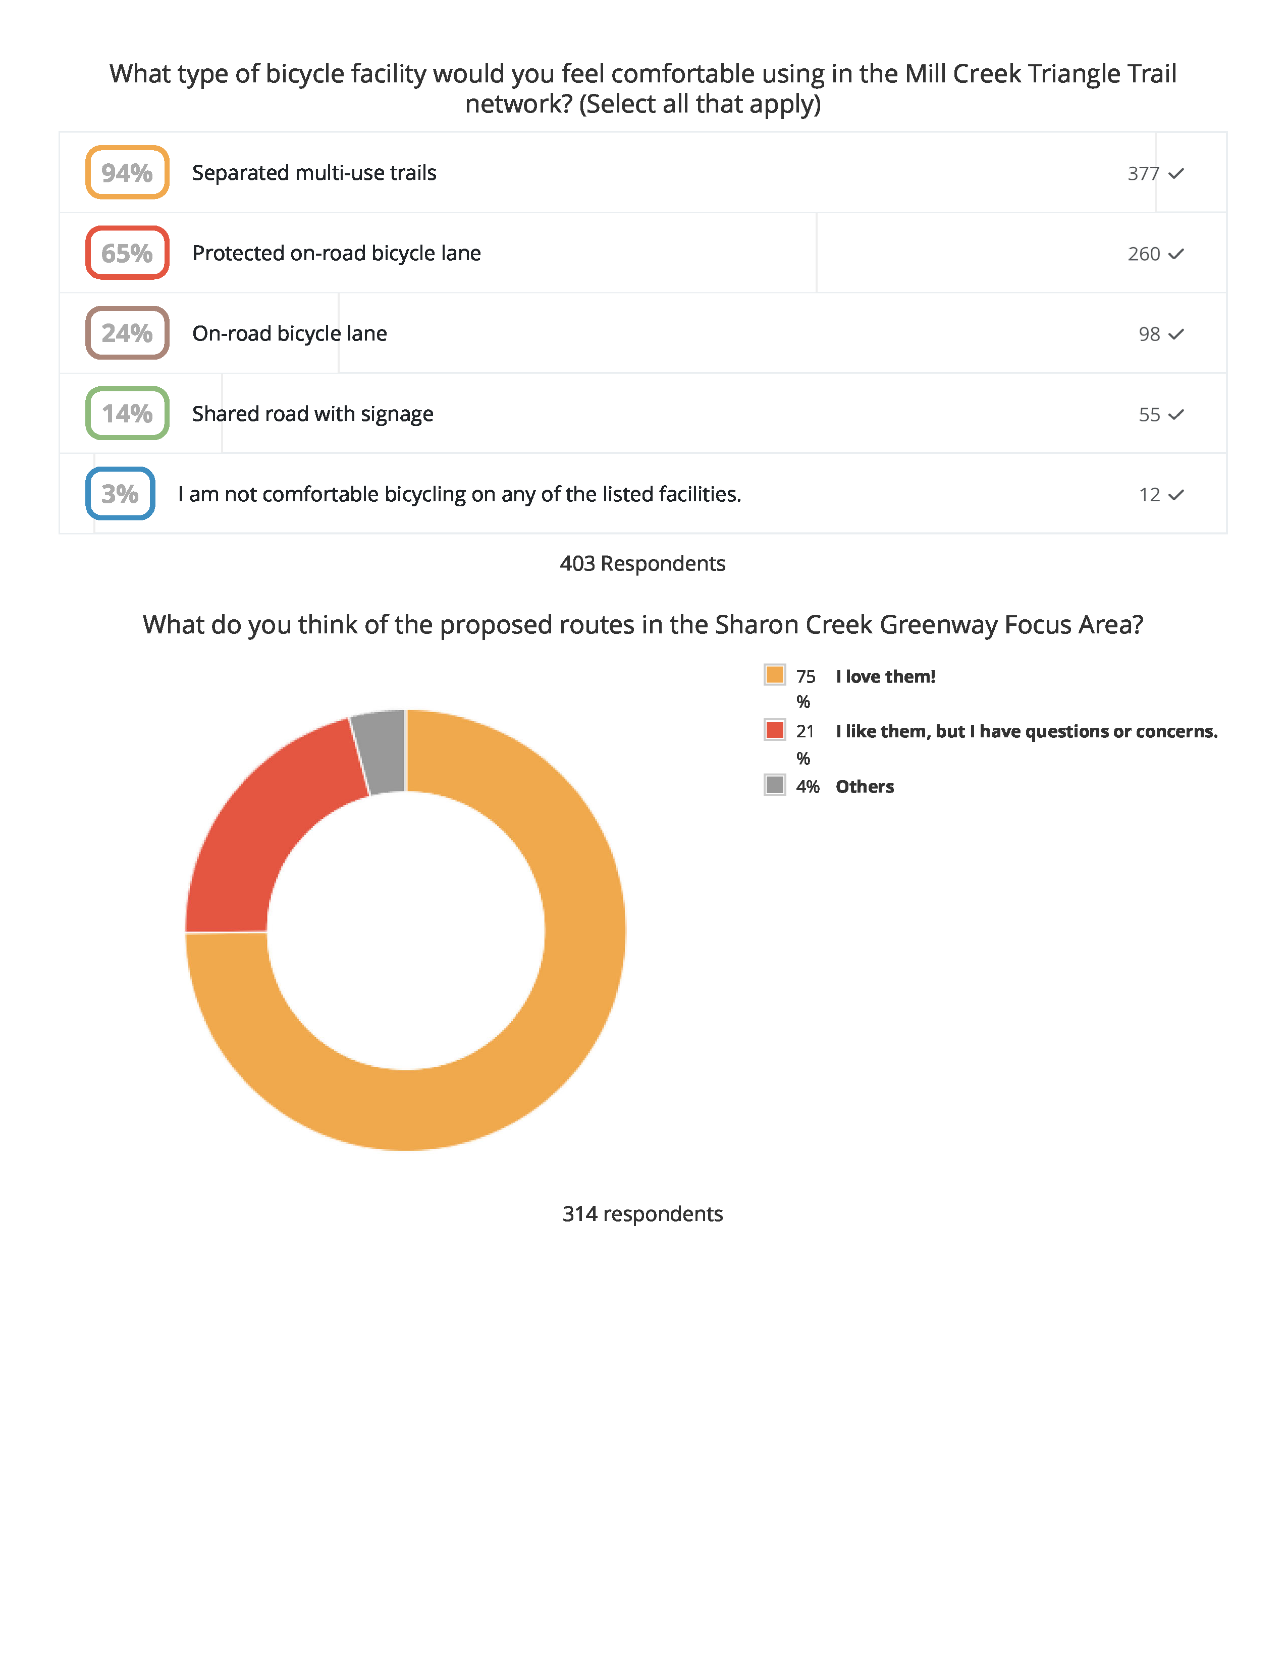 What type of bicycle facility would you feel comfortable using in the Mill Creek Triangle Trail
network? (Select all that apply)
94% Separated multi-use trails 377 ✓
65% Protected on-road bicycle lane 260 ✓
24% On-road bicycle lane 98 ✓
14% Shared road with signage 55 ✓
3% I am not comfortable bicycling on any of the listed facilities. 12 ✓
403 Respondents
What do you think of the proposed routes in the Sharon Creek Greenway Focus Area?
75 I love them!
%
21 I like them, but I have questions or concerns.
%
4% Others
314 respondents